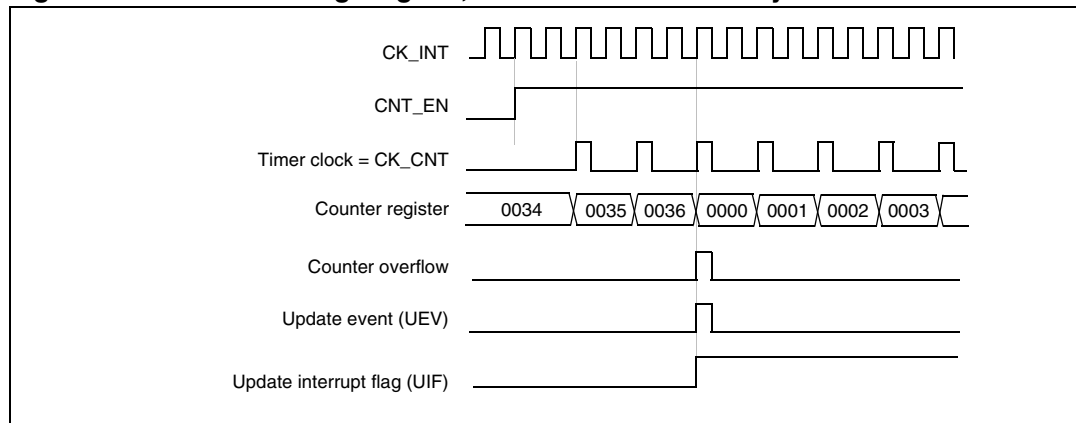 CK_INT
CNT_EN
Timer clock = CK_CNT
Counter register 0034 0035 0036 0000 0001 0002 0003
Counter overflow
Update event (UEV)
Update interrupt flag (UIF)